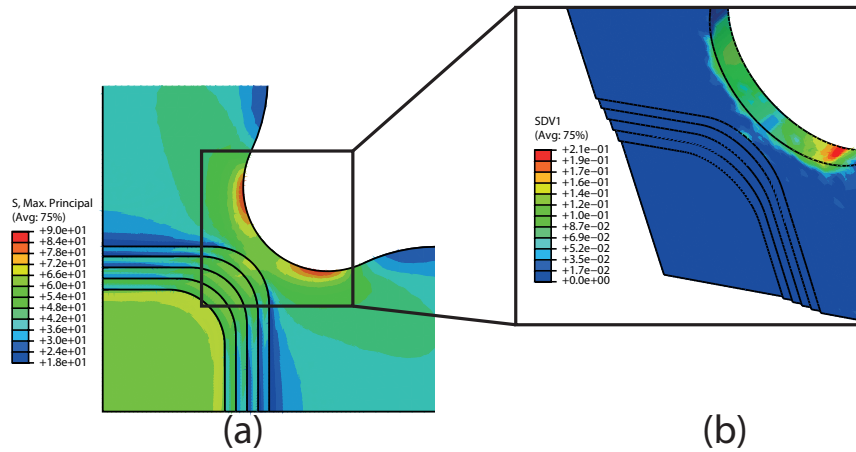 S, Max. Principal
(Avg: 75%)
+9.0e+01
+8.4e+01
+7.8e+01
+7.2e+01
+6.6e+01
+6.0e+01
+5.4e+01
+4.8e+01
+4.2e+01
+3.6e+01
+3.0e+01
+2.4e+01
+1.8e+01
(a)
SDV1
(Avg: 75%)
+2.1e−01
+1.9e−01
+1.7e−01
+1.6e−01
+1.4e−01
+1.2e−01
+1.0e−01
+8.7e−02
+6.9e−02
+5.2e−02
+3.5e−02
+1.7e−02
+0.0e+00
(b)